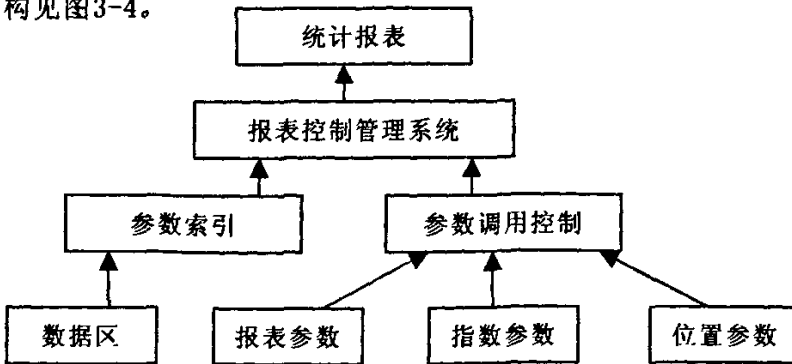 构见图3-4。
统计报表
报表控制管理系统
参数索引
参数调用控制
数据区
报表参数
指数参数
位置参数